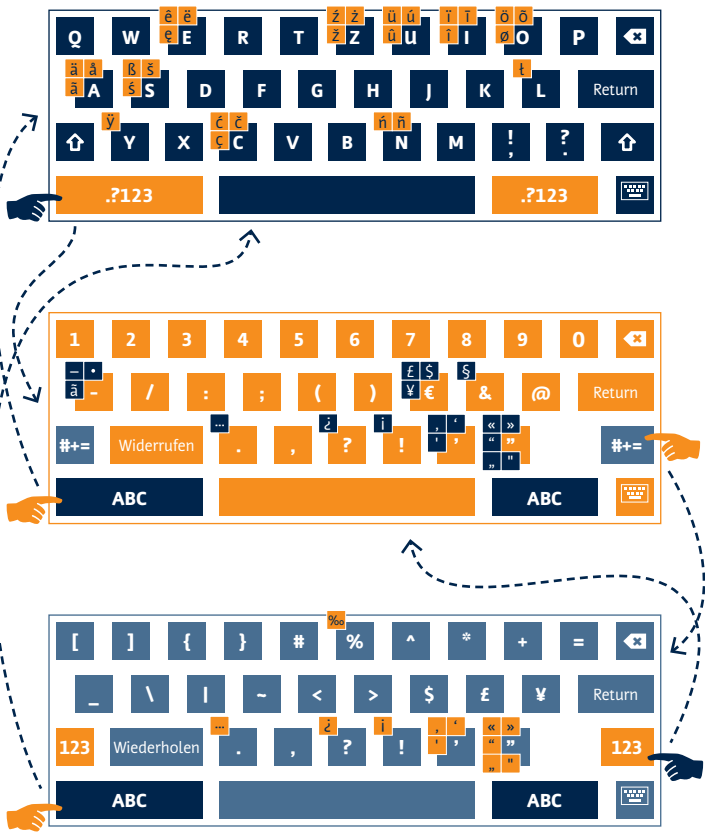 ê ë ź ż ü ú ï ī ö õ
Q W ę E R T ž Z û U î I ø O P
ä å ß š ł
ã A ś S D F G H J K L Return
ÿ ć č ń ñ
Y X ç C V B N M ! , ? .
.?123 .?123
1 2 3 4 5 6 7 8 9 0
– • £ $ §
ã - / : ; ( ) ¥ € & @ Return
… ¿ ¡ ‚ ‘ « »
#+= Widerrufen . , ? ! ' ’ “ ” #+=
„ "
ABC ABC
‰
[ ] { } # % ^ * + =
_ \ | ~ < > $ £ ¥ Return
… ¿ ¡ ‚ ‘ « »
123 Wiederholen . , ? ! ' ’ “ ” 123
„ "
ABC ABC